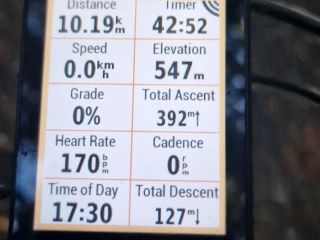 Distance Timer
10.19 km 42:52
Speed Elevation
0.0 km h 547 m
Grade Total Ascent
0% 392 m↑
Heart Rate Cadence
170 bpm 0 rpm
Time of Day Total Descent
17:30 127 m↓